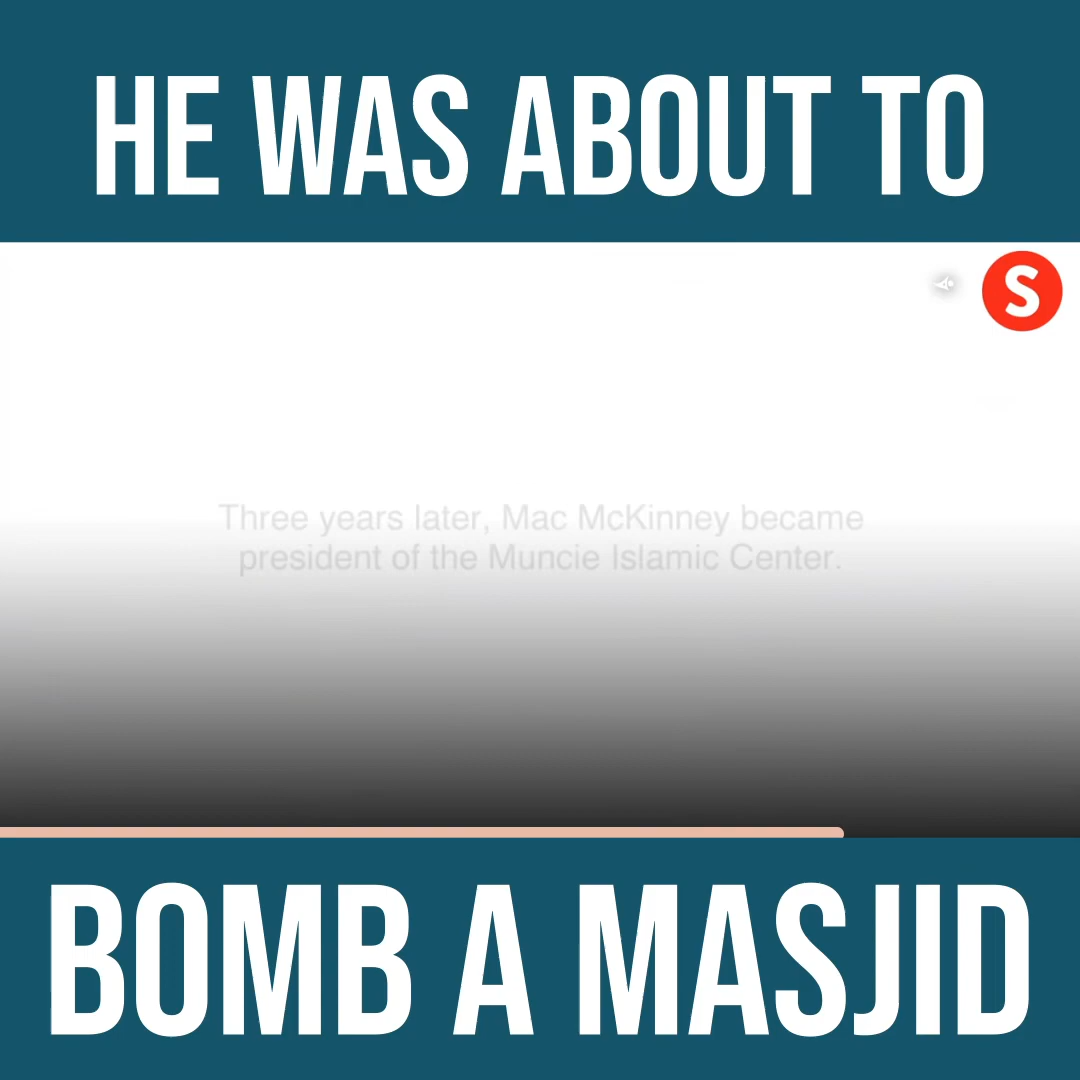 HE WAS ABOUT TO
S
Three years later, Mac McKinney became
president of the Muncie Islamic Center.
BOMB A MASJID